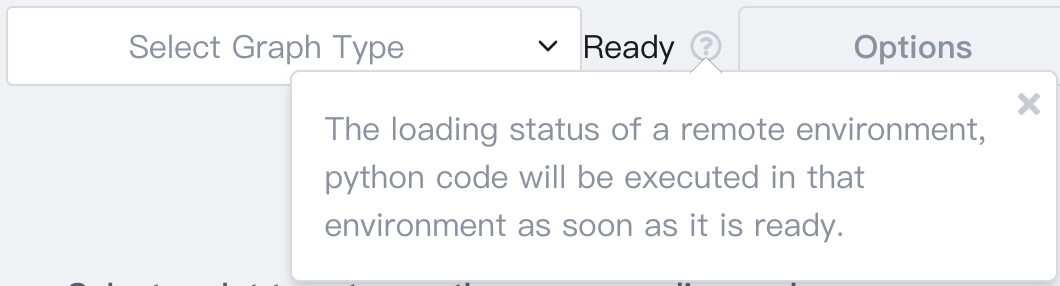 Select Graph Type Ready Options
The loading status of a remote environment,
python code will be executed in that
environment as soon as it is ready.